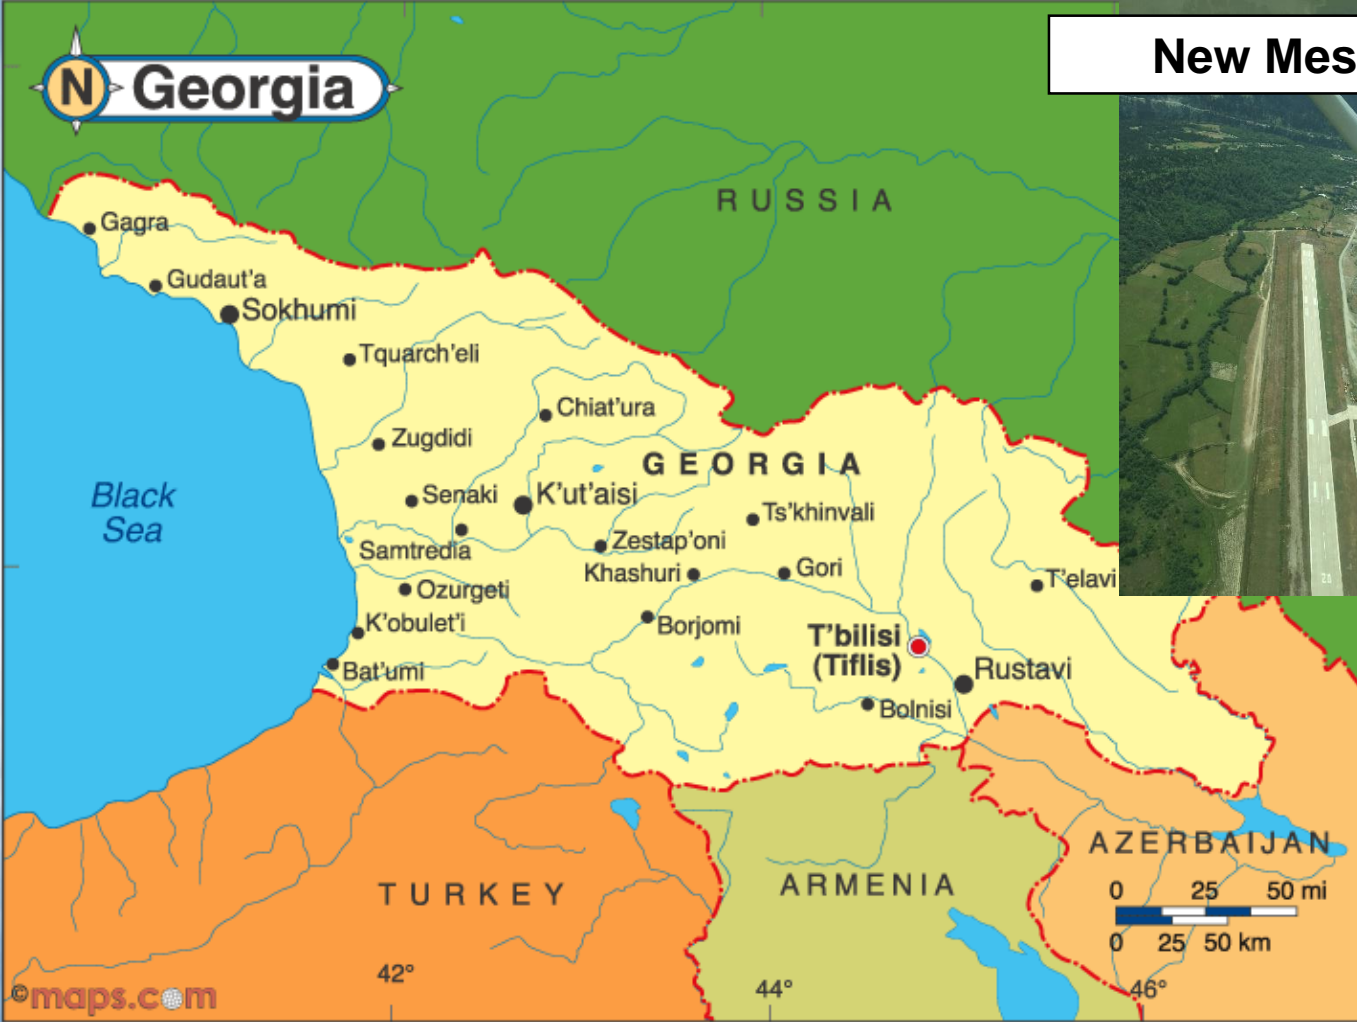 N Georgia
New Mes
RUSSIA
Gagra
Gudaut'a
Sokhumi
Tquarch'eli
Chiat'ura
Zugdidi
GEORGIA
Senaki
K'ut'aisi
Black
Sea
Ts'khinvali
Samtredia
Zestap'oni
Khashuri
Gori
T'elavi
Ozurgeti
K'obulet'i
Borjomi
T'bilisi
(Tiflis)
Bat'umi
Rustavi
Bolnisi
AZERBAIJAN
TURKEY
ARMENIA
0 25 50 mi
0 25 50 km
42°
44°
46°
©maps.com